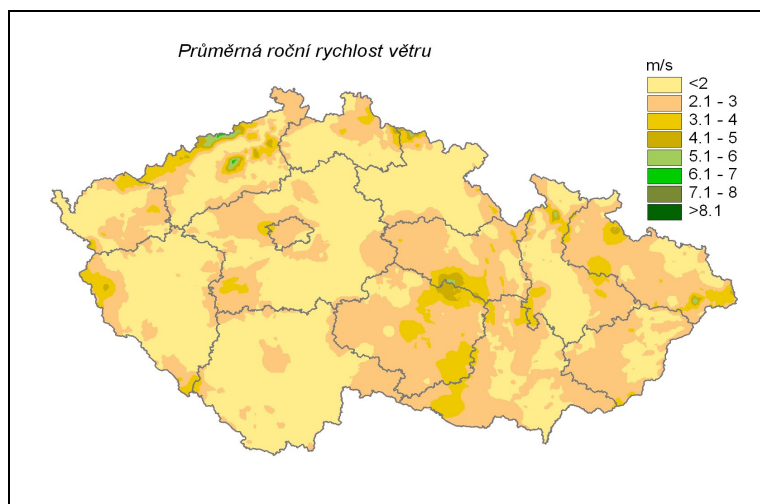 Průměrná roční rychlost větru
m/s
<2
2.1 - 3
3.1 - 4
4.1 - 5
5.1 - 6
6.1 - 7
7.1 - 8
>8.1